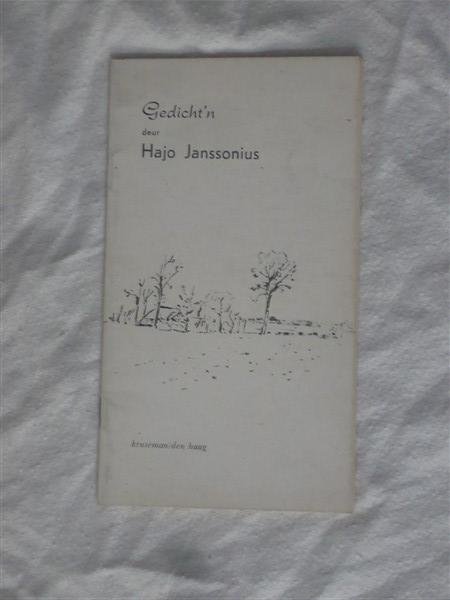 Gedicht'n
deur
Hajo Janssonius
kruseman/den haag